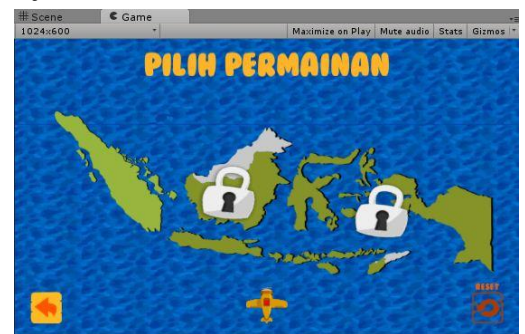 Scene Game
1024x600 Maximize on Play Mute audio Stats Gizmos
PILIH PERMAINAN
RESET